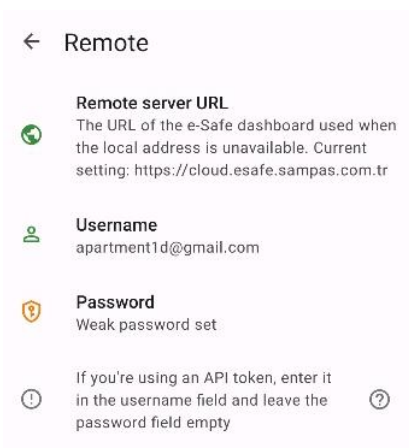 Remote
Remote server URL
The URL of the e-Safe dashboard used when
the local address is unavailable. Current
setting: https://cloud.esafe.sampas.com.tr
Username
apartment1d@gmail.com
Password
Weak password set
If you're using an API token, enter it
in the username field and leave the
password field empty